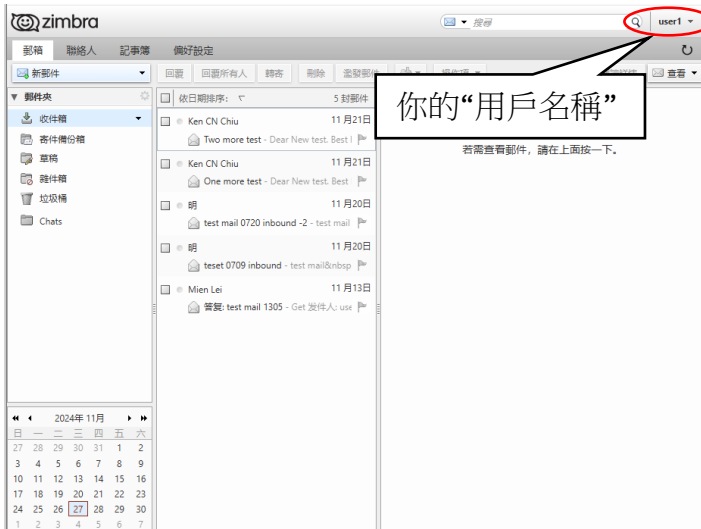 zimbra
搜尋
user1
郵箱 聯絡人 記事簿 偏好設定
新郵件 回覆 回覆所有人 轉寄 刪除 濫發郵件 查看
郵件夾
收件箱
寄件備份箱
草稿
雜件箱
垃圾桶
Chats
依日期排序: 5 封郵件
Ken CN Chiu 11 月21日
Two more test - Dear New test. Best
Ken CN Chiu 11 月21日
One more test - Dear New test. Best
明 11 月20日
test mail 0720 inbound -2 - test mail
明 11 月20日
teset 0709 inbound - test mail&nbsp
Mien Lei 11 月13日
答复: test mail 1305 - Get 发件人: use
你的“用戶名稱”
若需查看郵件，請在上面按一下。
2024年 11月
日 一 二 三 四 五 六
27 28 29 30 31 1 2
3 4 5 6 7 8 9
10 11 12 13 14 15 16
17 18 19 20 21 22 23
24 25 26 27 28 29 30
1 2 3 4 5 6 7